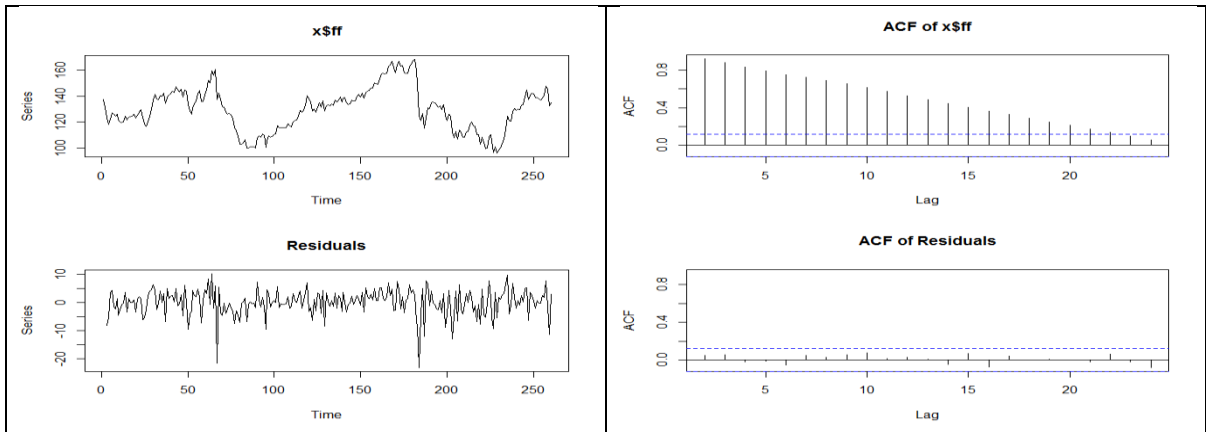 x$ff
Series
100 120 140 160
0 50 100 150 200 250
Time
Residuals
Series
-20 -10 0 10
0 50 100 150 200 250
Time
ACF of x$ff
ACF
0.0 0.4 0.8
5 10 15 20
Lag
ACF of Residuals
ACF
0.0 0.4 0.8
5 10 15 20
Lag